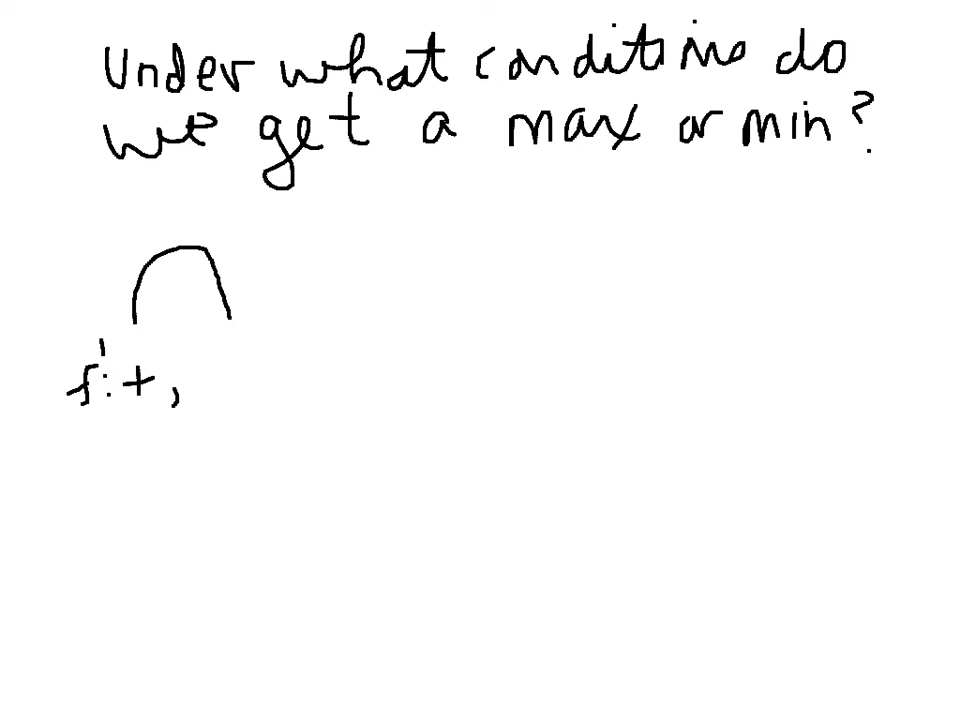 Under what conditions do
we get a max or min?
f': +,